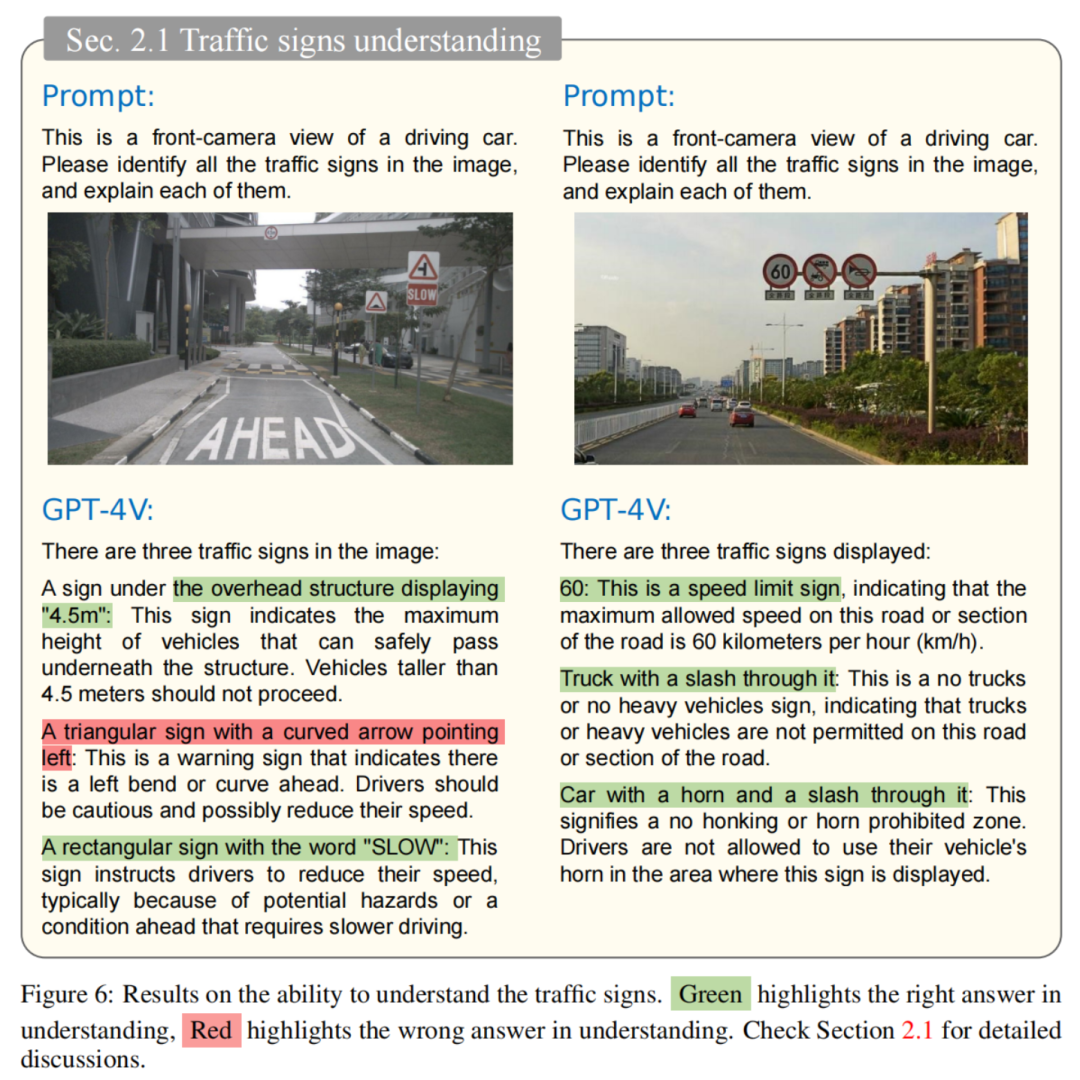 Sec. 2.1 Traffic signs understanding
Prompt:
This is a front-camera view of a driving car.
Please identify all the traffic signs in the image,
and explain each of them.
SLOW
AHEAD
GPT-4V:
There are three traffic signs in the image:
A sign under the overhead structure displaying
"4.5m": This sign indicates the maximum
height of vehicles that can safely pass
underneath the structure. Vehicles taller than
4.5 meters should not proceed.
A triangular sign with a curved arrow pointing
left: This is a warning sign that indicates there
is a left bend or curve ahead. Drivers should
be cautious and possibly reduce their speed.
A rectangular sign with the word "SLOW": This
sign instructs drivers to reduce their speed,
typically because of potential hazards or a
condition ahead that requires slower driving.
Prompt:
This is a front-camera view of a driving car.
Please identify all the traffic signs in the image,
and explain each of them.
60
GPT-4V:
There are three traffic signs displayed:
60: This is a speed limit sign, indicating that the
maximum allowed speed on this road or section
of the road is 60 kilometers per hour (km/h).
Truck with a slash through it: This is a no trucks
or no heavy vehicles sign, indicating that trucks
or heavy vehicles are not permitted on this road
or section of the road.
Car with a horn and a slash through it: This
signifies a no honking or horn prohibited zone.
Drivers are not allowed to use their vehicle's
horn in the area where this sign is displayed.
Figure 6: Results on the ability to understand the traffic signs. Green highlights the right answer in
understanding, Red highlights the wrong answer in understanding. Check Section 2.1 for detailed
discussions.